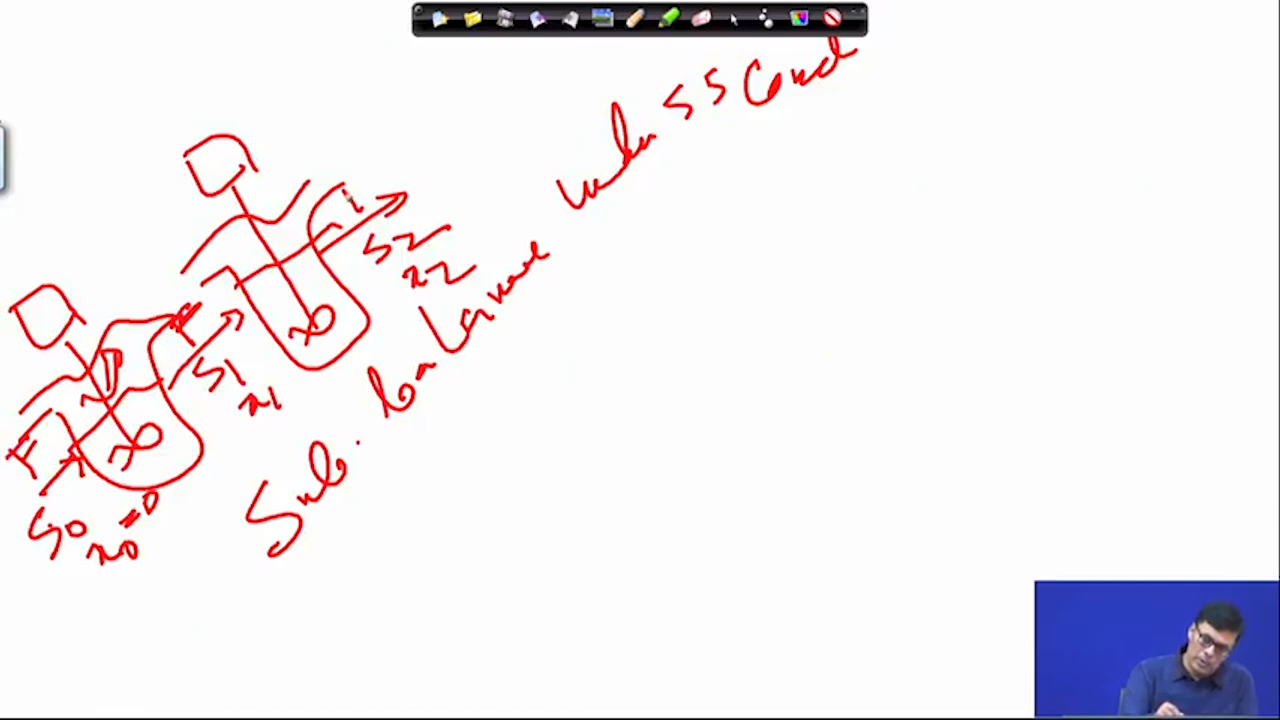 F
S0
x0 = 0
F
S1
x1
S2
x2
Sub. balance under SS Cond